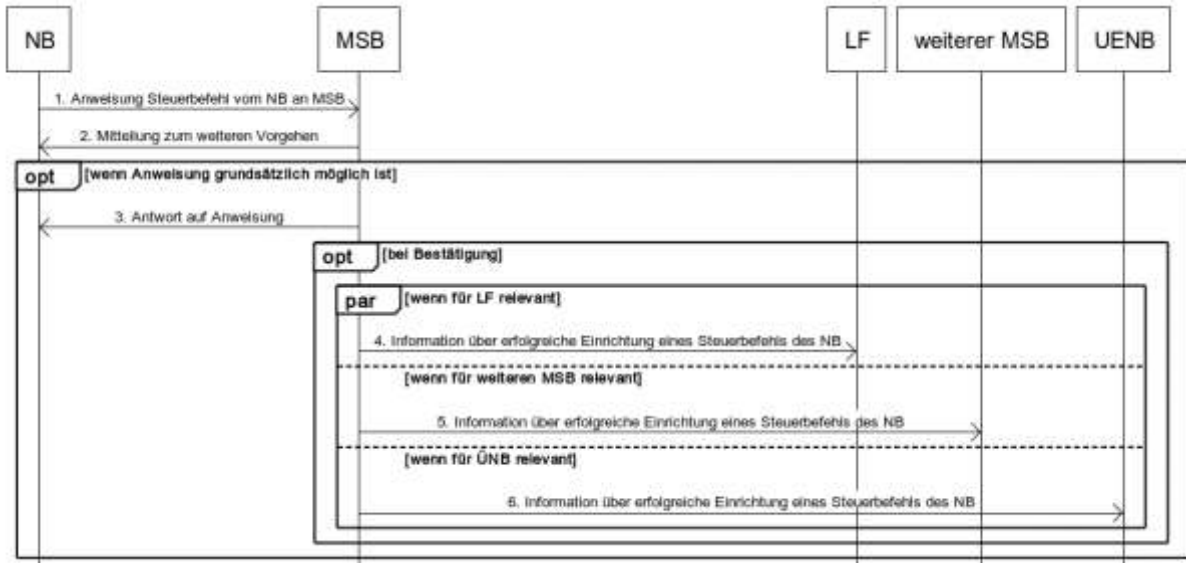 NB
MSB
LF
weiterer MSB
UENB
1. Anweisung Steuerbefehl vom NB an MSB
2. Mitteilung zum weiteren Vorgehen
opt
[wenn Anweisung grundsätzlich möglich ist]
3. Antwort auf Anweisung
opt
[bei Bestätigung]
par
[wenn für LF relevant]
4. Information über erfolgreiche Einrichtung eines Steuerbefehls des NB
[wenn für weiteren MSB relevant]
5. Information über erfolgreiche Einrichtung eines Steuerbefehls des NB
[wenn für ÜNB relevant]
6. Information über erfolgreiche Einrichtung eines Steuerbefehls des NB